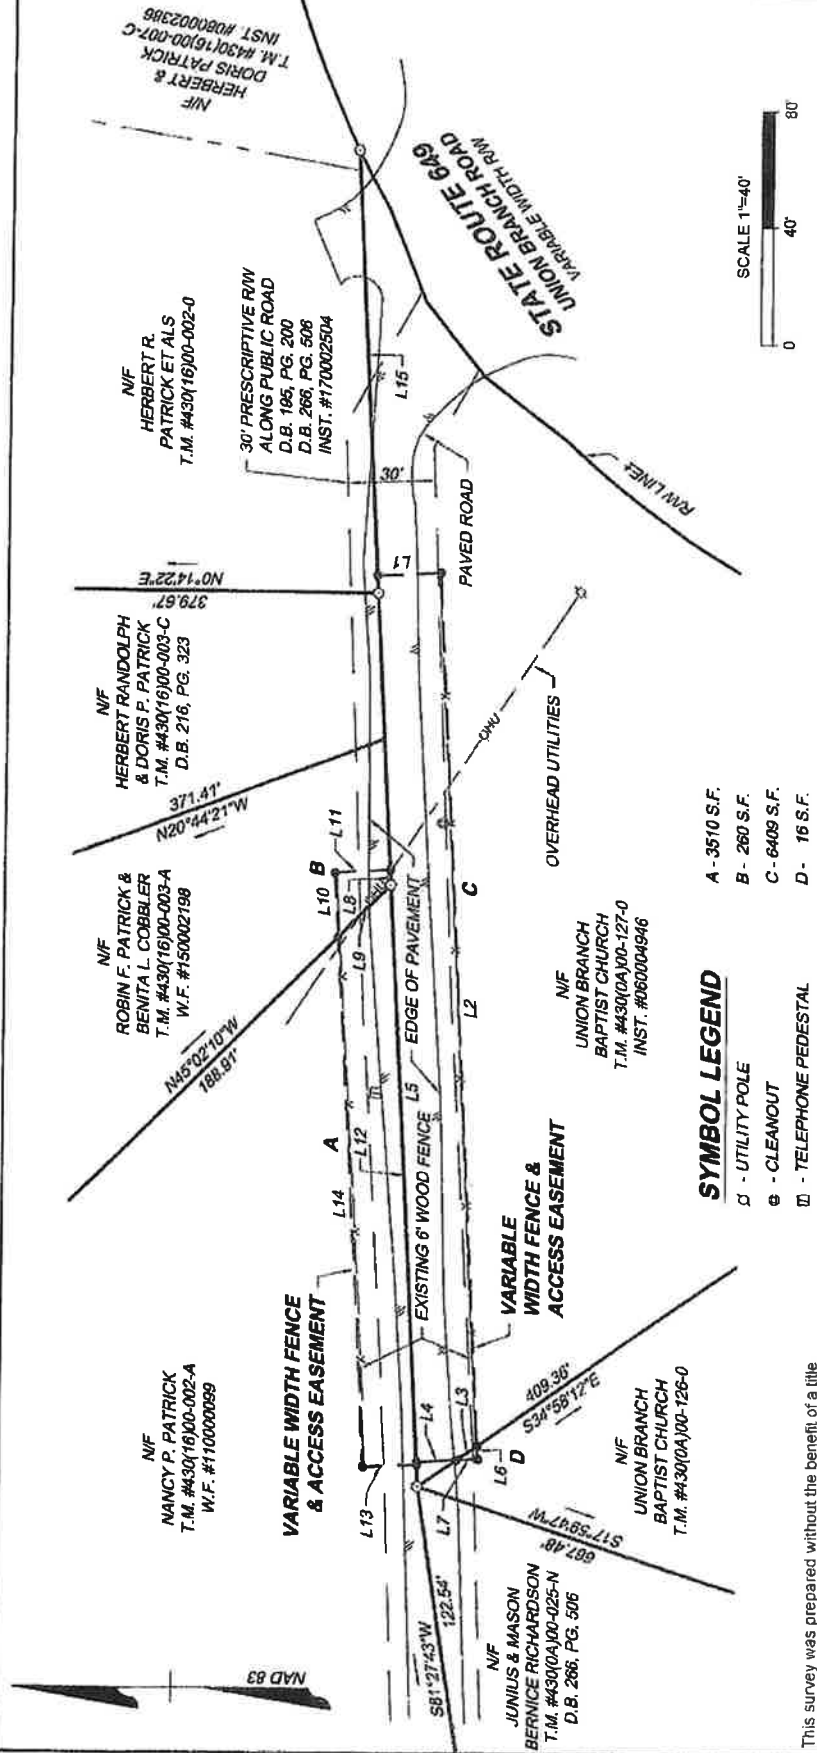 N/F
HERBERT &
DORIS PATRICK
T.M. #430(16)00-007-C
INST. #080002386
STATE ROUTE 649
UNION BRANCH ROAD
VARIABLE WIDTH R/W
SCALE 1"=40'
0
40'
80'
N/F
HERBERT R.
PATRICK ET ALS
T.M. #430(16)00-002-0
30' PRESCRIPTIVE R/W
ALONG PUBLIC ROAD
D.B. 195, PG. 200
D.B. 266, PG. 506
INST. #170002504
L15
30'
PAVED ROAD
R/W LINE±
N0°14'22"E
379.67'
L1
N/F
HERBERT RANDOLPH
& DORIS P. PATRICK
T.M. #430(16)00-003-C
D.B. 216, PG. 323
371.41'
N20°44'21"W
OHU
OVERHEAD UTILITIES
N/F
ROBIN F. PATRICK &
BENITA L. COBBLER
T.M. #430(16)00-003-A
W.F. #150002198
N45°02'10"W
188.91'
L10
B
L11
L8
L9
OHU
EDGE OF PAVEMENT
L5
C
L2
N/F
UNION BRANCH
BAPTIST CHURCH
T.M. #430(0A)00-127-0
INST. #060004946
A
L12
L14
EXISTING 6' WOOD FENCE
VARIABLE WIDTH FENCE
& ACCESS EASEMENT
VARIABLE
WIDTH FENCE &
ACCESS EASEMENT
N/F
NANCY P. PATRICK
T.M. #430(16)00-002-A
W.F. #110000099
L13
L4
L3
L7
L6
D
409.36'
S34°58'12"E
N/F
UNION BRANCH
BAPTIST CHURCH
T.M. #430(0A)00-126-0
S17°59'47"W
667.48'
S81°27'43"W
122.54'
N/F
JUNIUS & MASON
BERNICE RICHARDSON
T.M. #430(0A)00-025-N
D.B. 266, PG. 506
NAD 83
SYMBOL LEGEND
- UTILITY POLE
- CLEANOUT
- TELEPHONE PEDESTAL
A - 3510 S.F.
B - 260 S.F.
C - 6409 S.F.
D - 16 S.F.
This survey was prepared without the benefit of a title